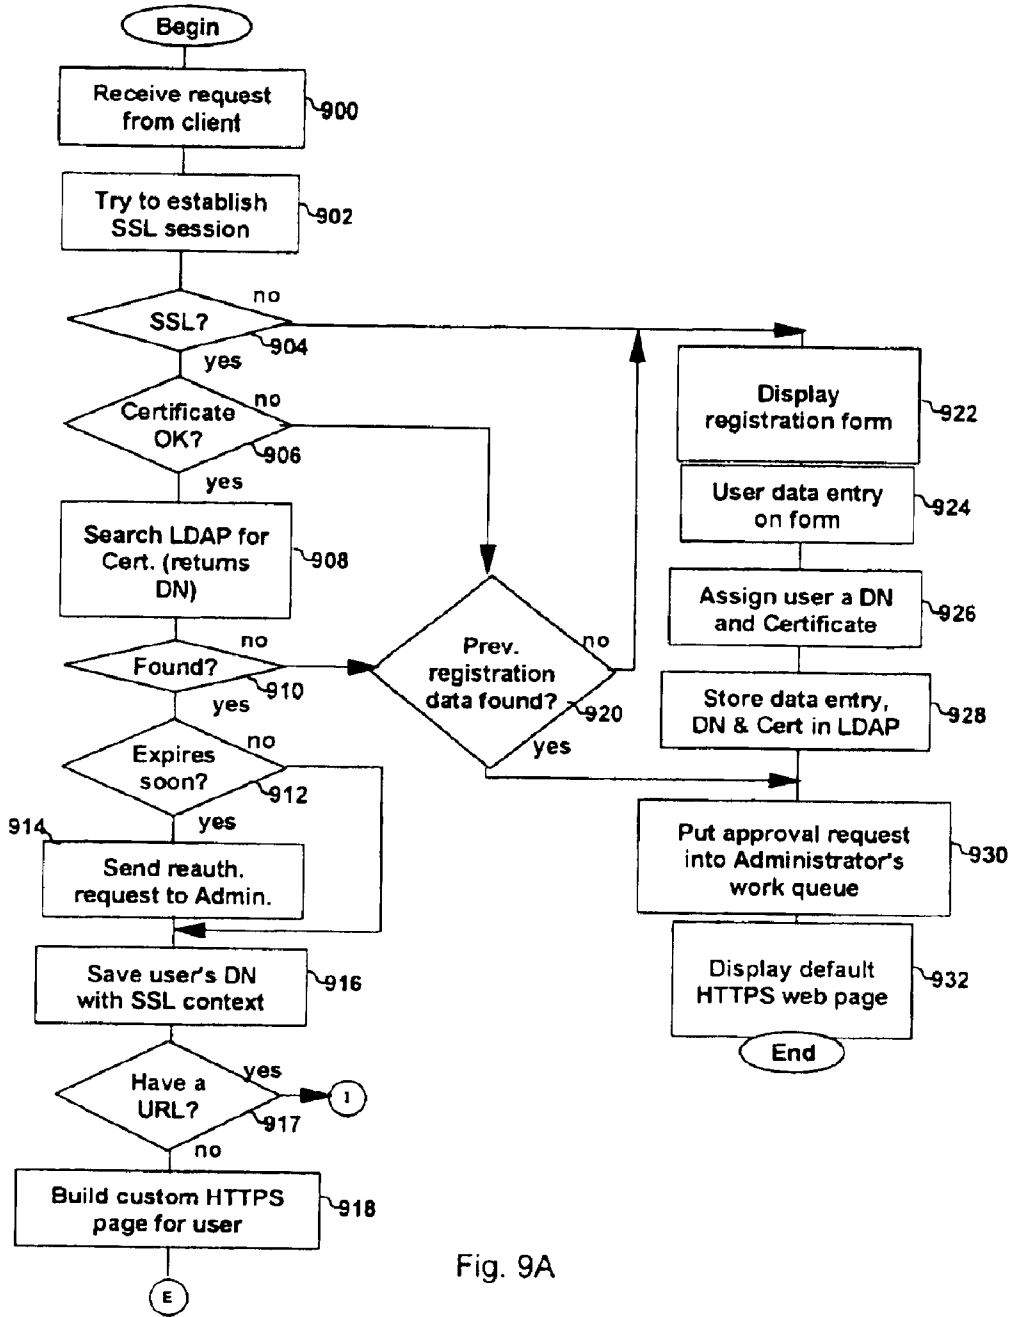 Begin
Receive request
from client
900
Try to establish
SSL session
902
no
SSL?
904
yes
no
Certificate
OK?
906
yes
Search LDAP for
Cert. (returns
DN)
908
no
Found?
910
yes
no
Expires
soon?
912
yes
914
Send reauth.
request to Admin.
Save user's DN
with SSL context
916
yes
Have a
URL?
917
I
no
Build custom HTTPS
page for user
918
E
no
Prev.
registration
data found?
920
yes
Display
registration form
922
User data entry
on form
924
Assign user a DN
and Certificate
926
Store data entry,
DN & Cert in LDAP
928
Put approval request
into Administrator's
work queue
930
Display default
HTTPS web page
932
End
Fig. 9A